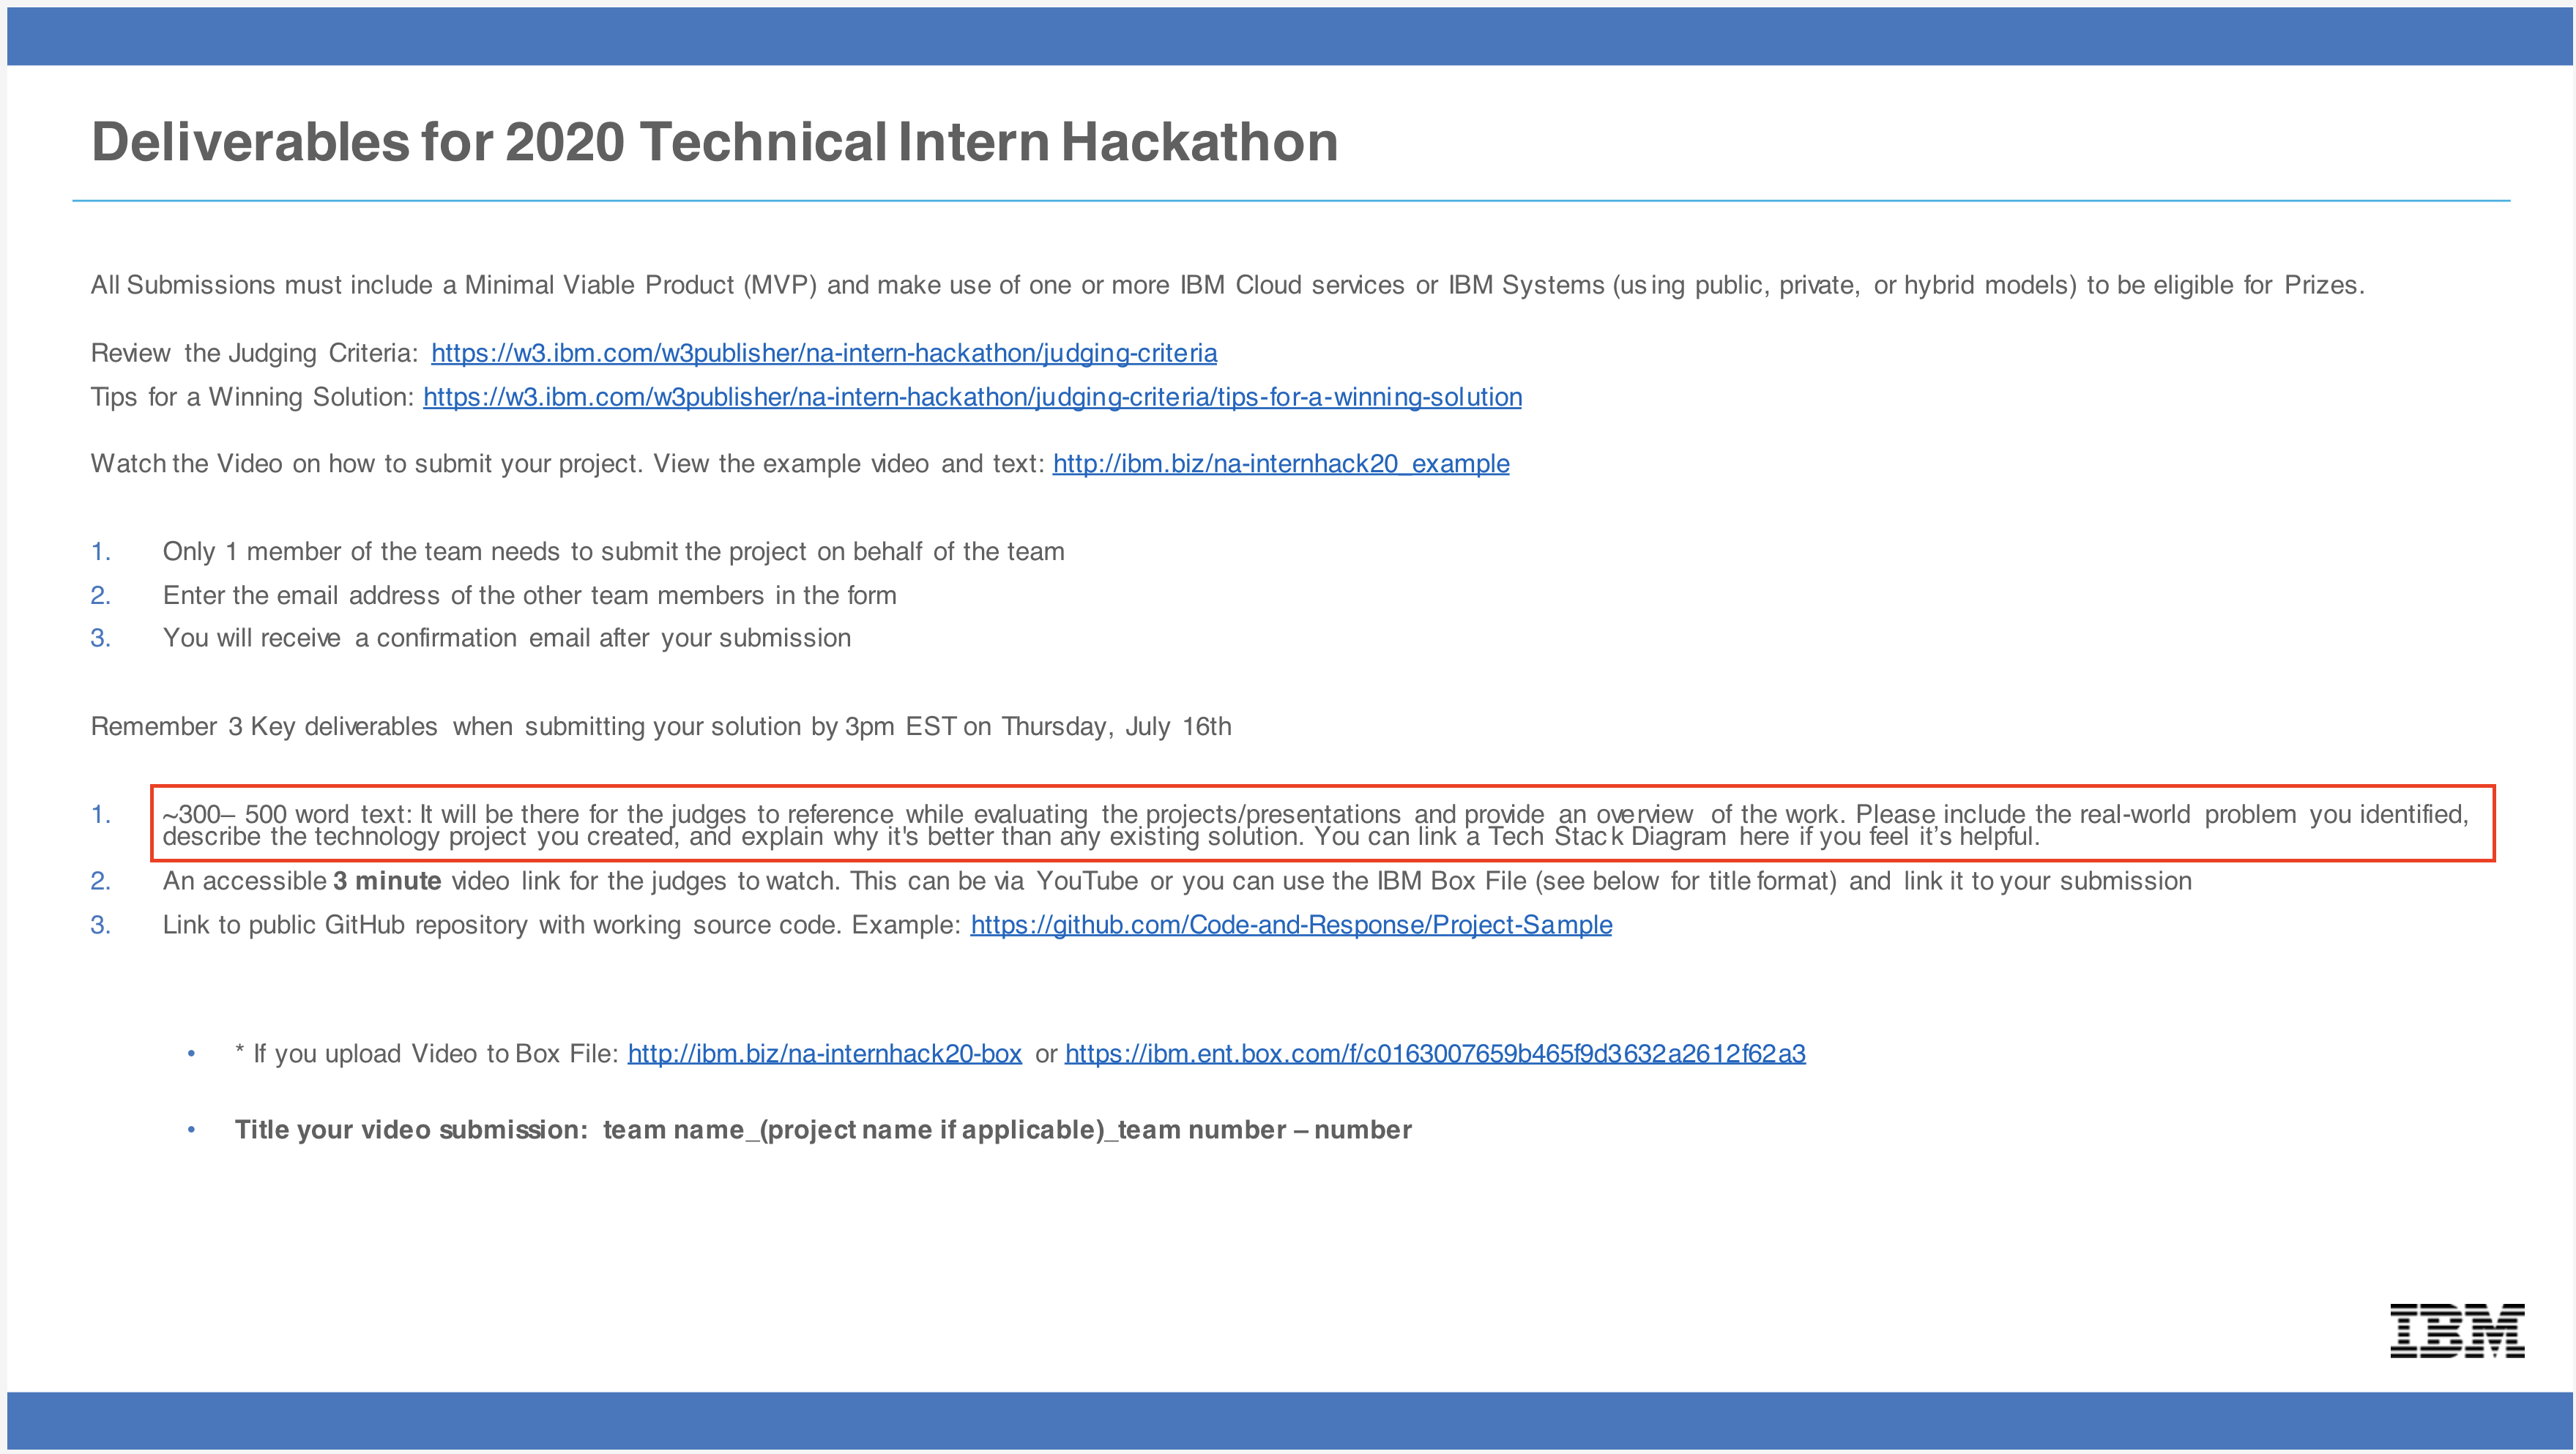 Deliverables for 2020 Technical Intern Hackathon
All Submissions must include a Minimal Viable Product (MVP) and make use of one or more IBM Cloud services or IBM Systems (using public, private, or hybrid models) to be eligible for Prizes.
Review the Judging Criteria: https://w3.ibm.com/w3publisher/na-intern-hackathon/judging-criteria
Tips for a Winning Solution: https://w3.ibm.com/w3publisher/na-intern-hackathon/judging-criteria/tips-for-a-winning-solution
Watch the Video on how to submit your project. View the example video and text: http://ibm.biz/na-internhack20_example
1. Only 1 member of the team needs to submit the project on behalf of the team
2. Enter the email address of the other team members in the form
3. You will receive a confirmation email after your submission
Remember 3 Key deliverables when submitting your solution by 3pm EST on Thursday, July 16th
1. ~300– 500 word text: It will be there for the judges to reference while evaluating the projects/presentations and provide an overview of the work. Please include the real-world problem you identified,
describe the technology project you created, and explain why it's better than any existing solution. You can link a Tech Stack Diagram here if you feel it’s helpful.
2. An accessible 3 minute video link for the judges to watch. This can be via YouTube or you can use the IBM Box File (see below for title format) and link it to your submission
3. Link to public GitHub repository with working source code. Example: https://github.com/Code-and-Response/Project-Sample
• * If you upload Video to Box File: http://ibm.biz/na-internhack20-box or https://ibm.ent.box.com/f/c0163007659b465f9d3632a2612f62a3
• Title your video submission: team name_(project name if applicable)_team number – number
IBM